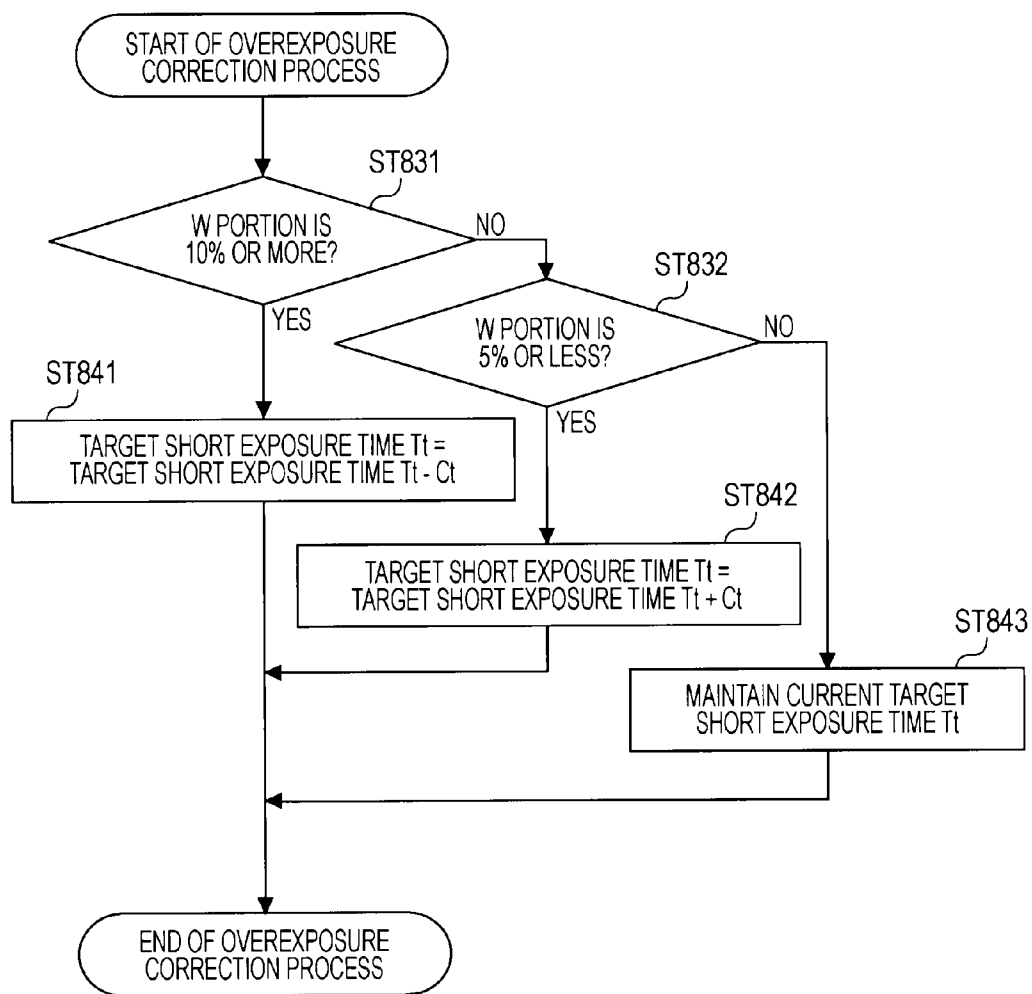 START OF OVEREXPOSURE
CORRECTION PROCESS
ST831
W PORTION IS
10% OR MORE?
NO
YES
ST832
W PORTION IS
5% OR LESS?
NO
YES
ST841
TARGET SHORT EXPOSURE TIME Tt =
TARGET SHORT EXPOSURE TIME Tt - Ct
ST842
TARGET SHORT EXPOSURE TIME Tt =
TARGET SHORT EXPOSURE TIME Tt + Ct
ST843
MAINTAIN CURRENT TARGET
SHORT EXPOSURE TIME Tt
END OF OVEREXPOSURE
CORRECTION PROCESS